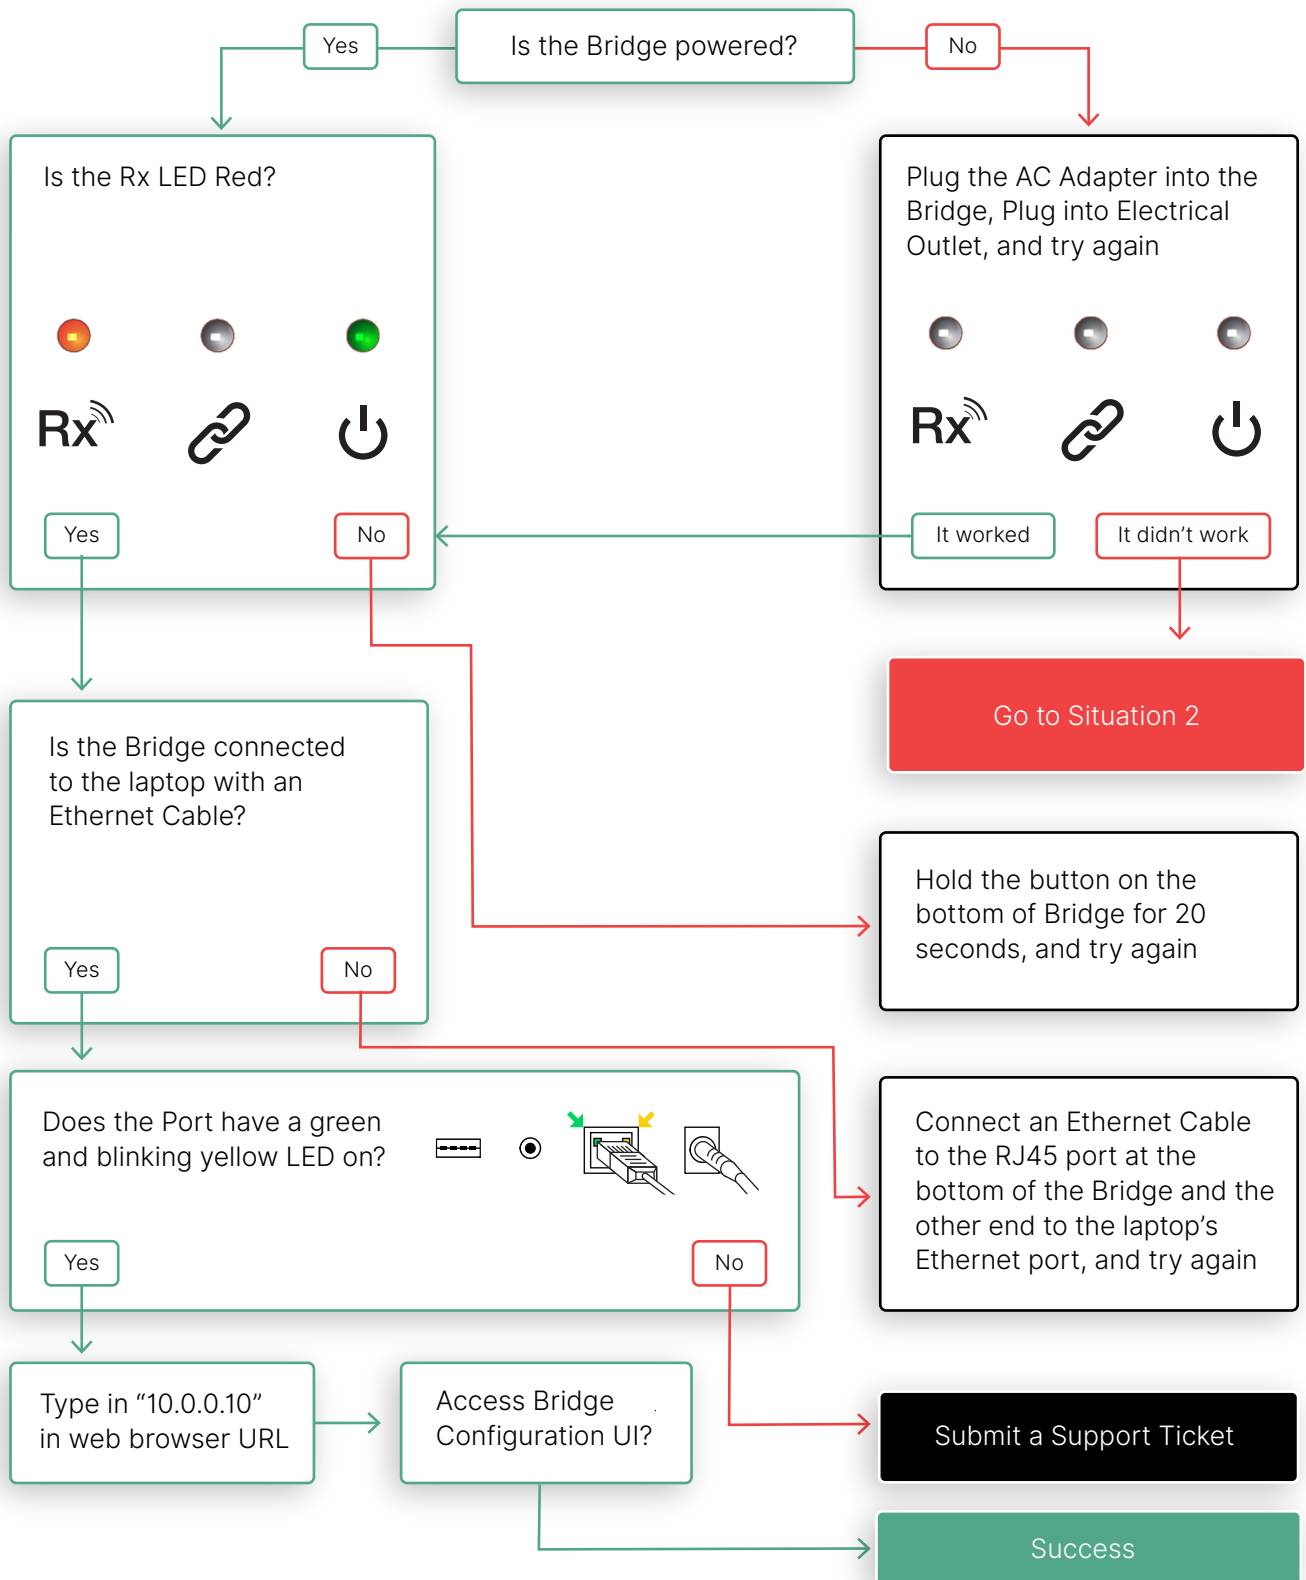 Yes
Is the Bridge powered?
No
Is the Rx LED Red?
Rx
Yes
No
Plug the AC Adapter into the
Bridge, Plug into Electrical
Outlet, and try again
Rx
It worked
It didn't work
Go to Situation 2
Is the Bridge connected
to the laptop with an
Ethernet Cable?
Yes
No
Hold the button on the
bottom of Bridge for 20
seconds, and try again
Does the Port have a green
and blinking yellow LED on?
Yes
No
Connect an Ethernet Cable
to the RJ45 port at the
bottom of the Bridge and the
other end to the laptop's
Ethernet port, and try again
Type in “10.0.0.10”
in web browser URL
Access Bridge
Configuration UI?
Submit a Support Ticket
Success